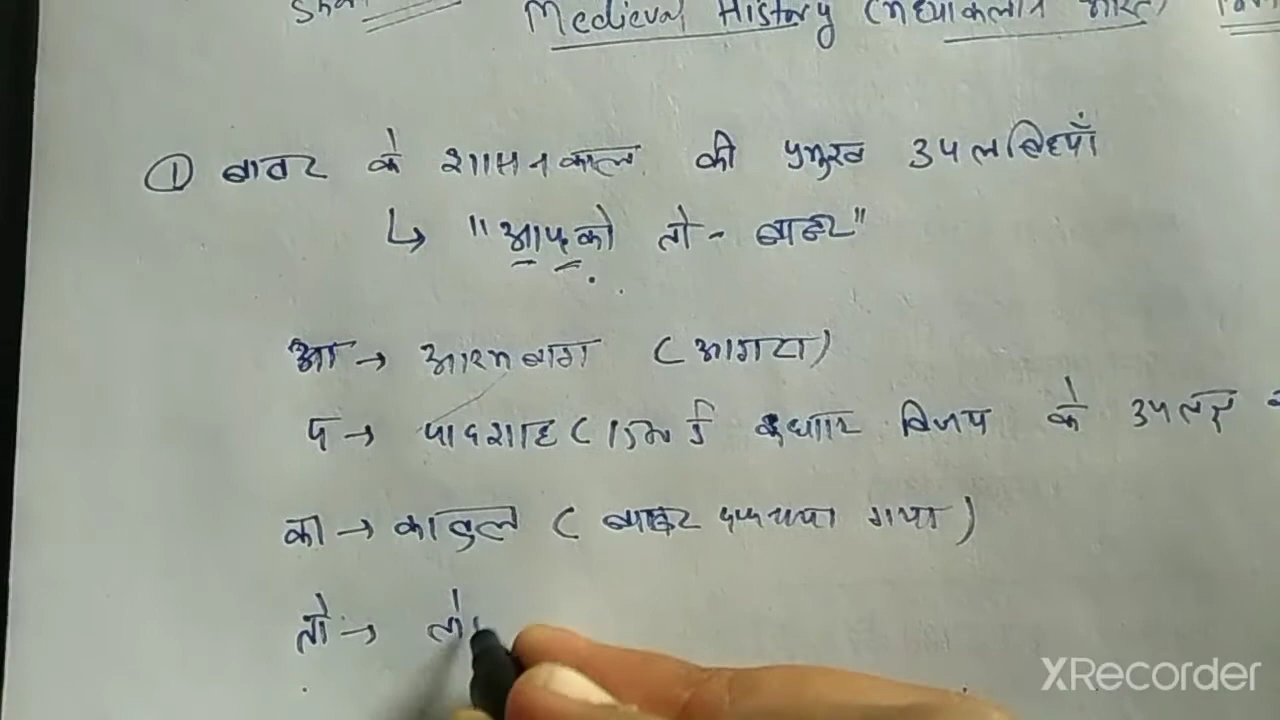 Medieval History (मध्यकालीन भारत)
① बाबर के शासनकाल की प्रमुख उपलब्धियाँ
↳ "आपको तो - बाबर"
आ → आरामबाग (आगरा)
प → पादशाह ( ई कंधार विजय के उपलक्ष
का → काबुल ( बाबर दफनाया गया )
तो → तो
XRecorder